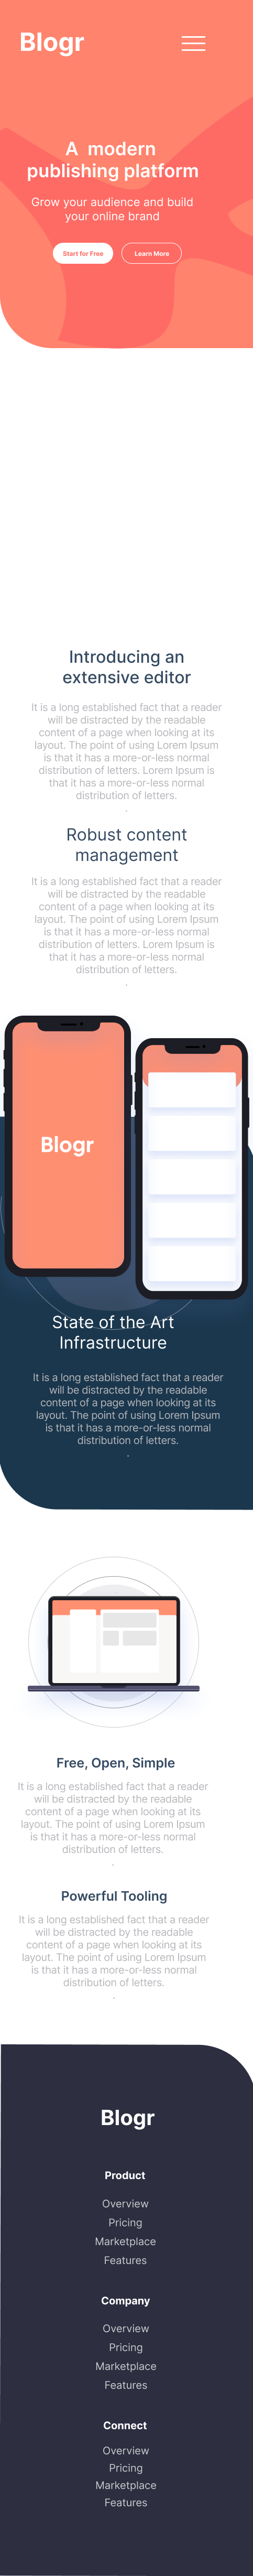 Blogr
A modern
publishing platform
Grow your audience and build
your online brand
Start for Free
Learn More
Introducing an
extensive editor
It is a long established fact that a reader
will be distracted by the readable
content of a page when looking at its
layout. The point of using Lorem Ipsum
is that it has a more-or-less normal
distribution of letters. Lorem Ipsum is
that it has a more-or-less normal
distribution of letters.
.
Robust content
management
It is a long established fact that a reader
will be distracted by the readable
content of a page when looking at its
layout. The point of using Lorem Ipsum
is that it has a more-or-less normal
distribution of letters. Lorem Ipsum is
that it has a more-or-less normal
distribution of letters.
.
Blogr
State of the Art
Infrastructure
It is a long established fact that a reader
will be distracted by the readable
content of a page when looking at its
layout. The point of using Lorem Ipsum
is that it has a more-or-less normal
distribution of letters.
.
Free, Open, Simple
It is a long established fact that a reader
will be distracted by the readable
content of a page when looking at its
layout. The point of using Lorem Ipsum
is that it has a more-or-less normal
distribution of letters.
.
Powerful Tooling
It is a long established fact that a reader
will be distracted by the readable
content of a page when looking at its
layout. The point of using Lorem Ipsum
is that it has a more-or-less normal
distribution of letters.
.
Blogr
Product
Overview
Pricing
Marketplace
Features
Company
Overview
Pricing
Marketplace
Features
Connect
Overview
Pricing
Marketplace
Features